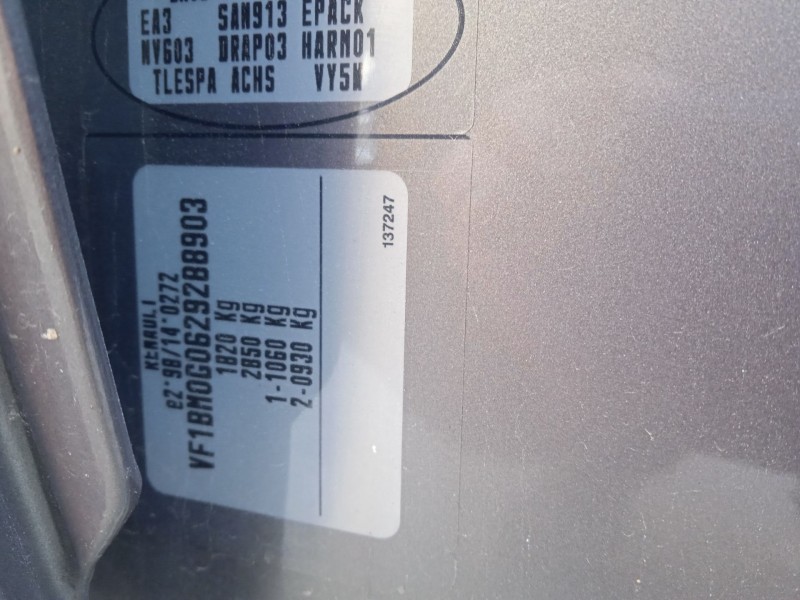 EA3 SAN913 EPACK
NV603 DRAP03 HARM01
TLESPA ACHS VY5N
RENAULT
e2*98/14*0272
VF1BM0G0629288903
1820 Kg
2850 Kg
1-1060 Kg
2-0930 Kg
137247